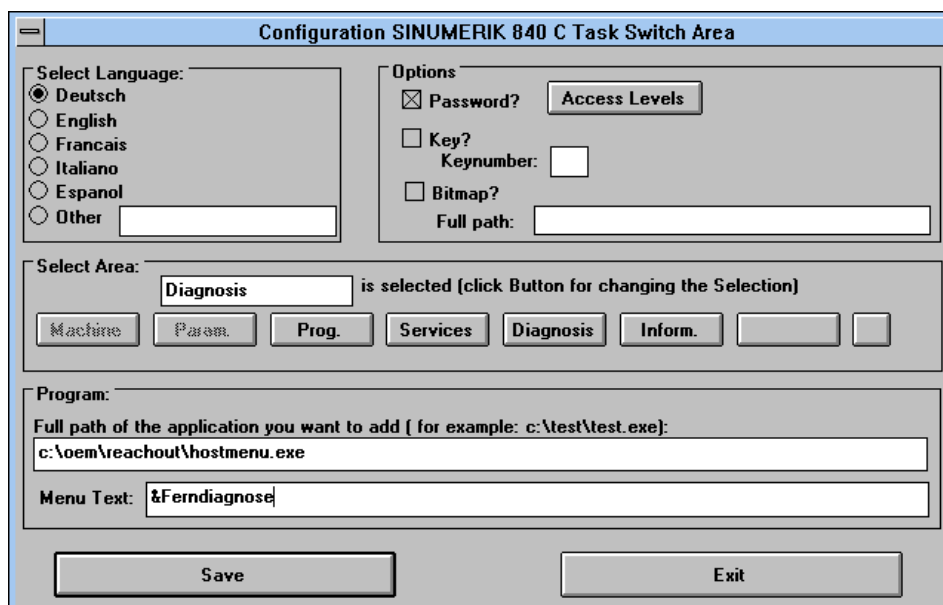 Configuration SINUMERIK 840 C Task Switch Area
Select Language:
Deutsch
English
Francais
Italiano
Espanol
Other
Options
Password? Access Levels
Key?
Keynumber:
Bitmap?
Full path:
Select Area:
Diagnosis is selected (click Button for changing the Selection)
Machine Param. Prog. Services Diagnosis Inform.
Program:
Full path of the application you want to add ( for example: c:\test\test.exe):
c:\oem\reachout\hostmenu.exe
Menu Text: &Ferndiagnose
Save Exit